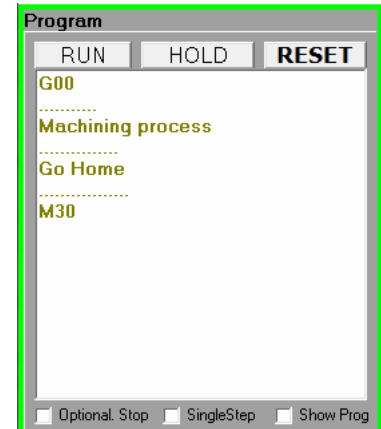 Program
RUN HOLD RESET
G00
..........
Machining process
..............
Go Home
................
M30
Optional. Stop SingleStep Show Prog